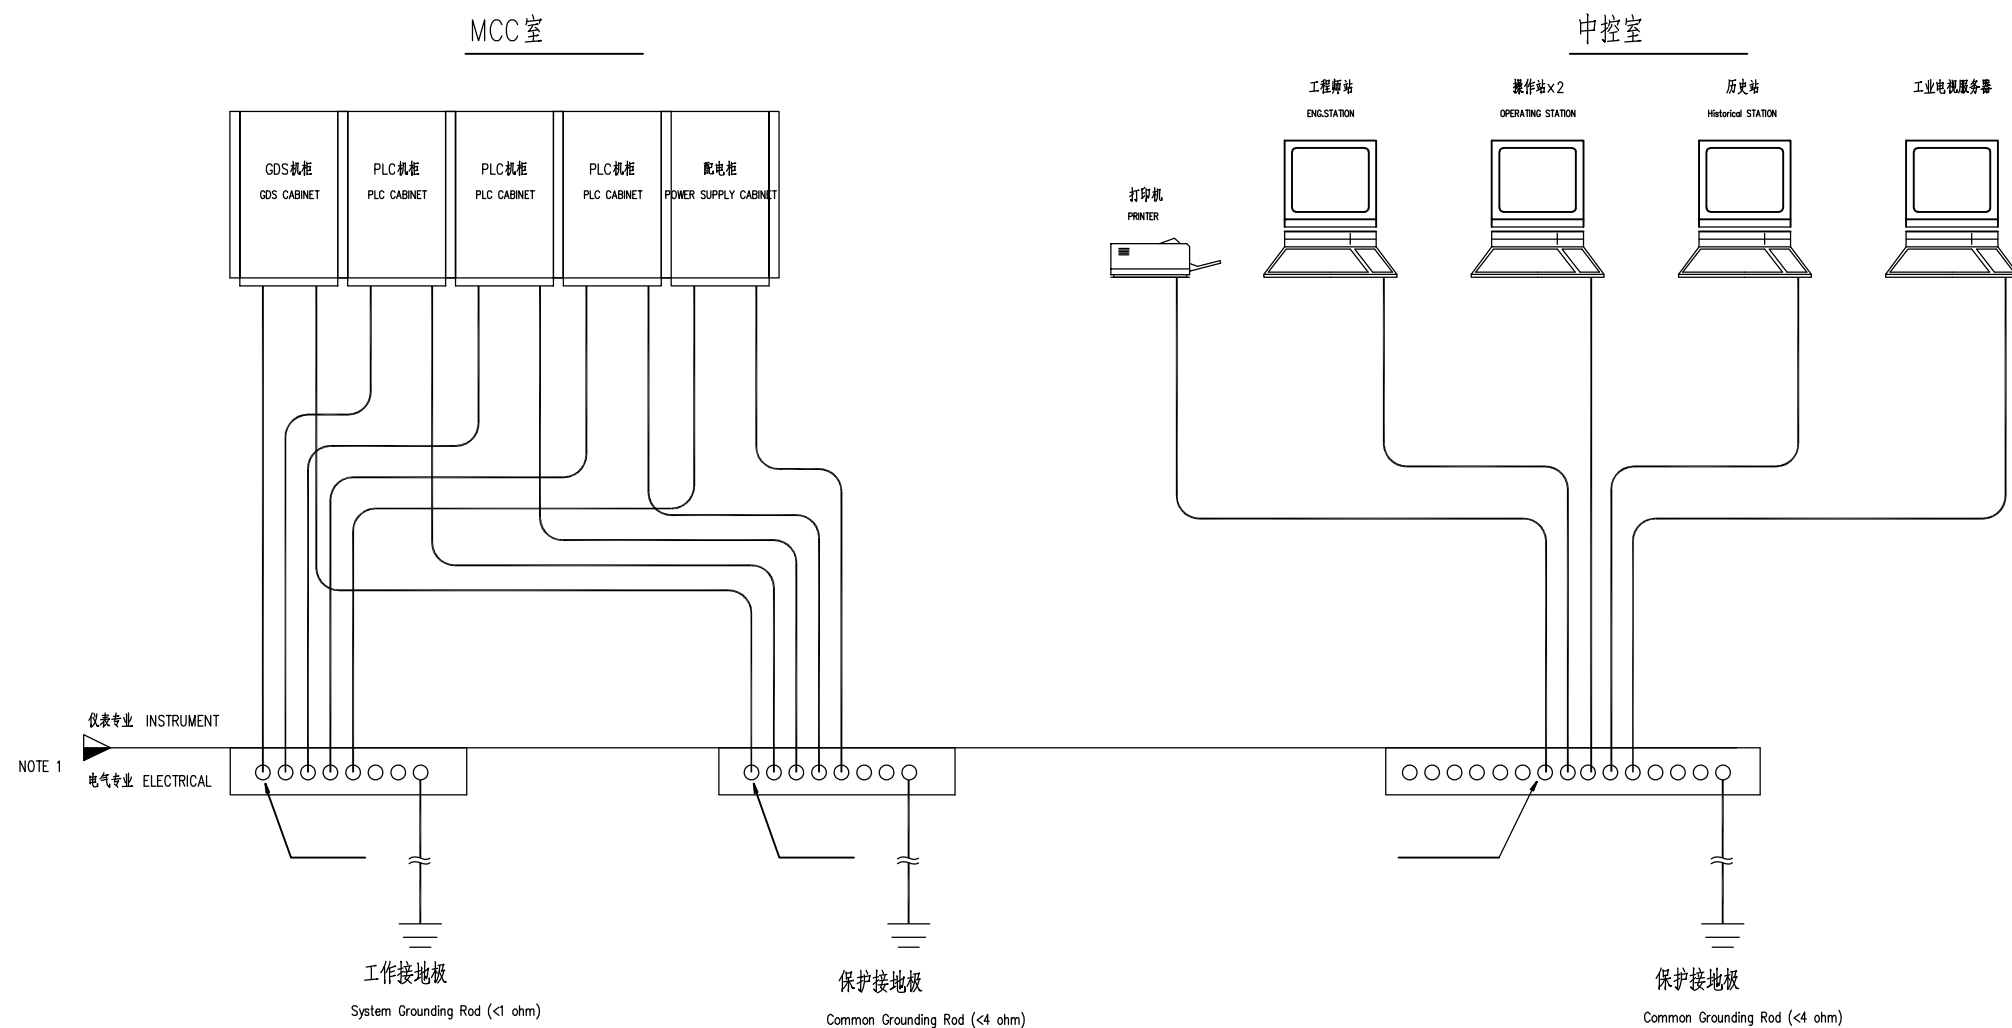 MCC室
中控室
工程师站
ENG.STATION
操作站x2
OPERATING STATION
历史站
Historical STATION
工业电视服务器
GDS机柜
GDS CABINET
PLC机柜
PLC CABINET
PLC机柜
PLC CABINET
PLC机柜
PLC CABINET
配电柜
POWER SUPPLY CABINET
打印机
PRINTER
仪表专业 INSTRUMENT
NOTE 1
电气专业 ELECTRICAL
工作接地极
System Grounding Rod (<1 ohm)
保护接地极
Common Grounding Rod (<4 ohm)
保护接地极
Common Grounding Rod (<4 ohm)